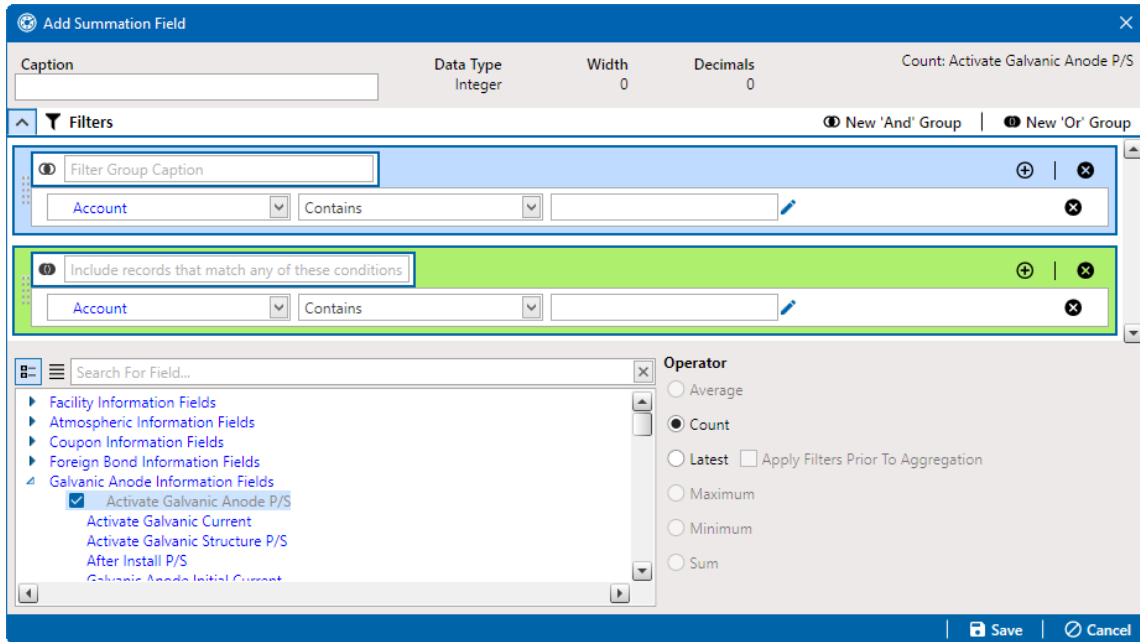 Add Summation Field
Caption Data Type Width Decimals Count: Activate Galvanic Anode P/S
Integer 0 0
Filters New 'And' Group | New 'Or' Group
Filter Group Caption
Account Contains
Include records that match any of these conditions
Account Contains
Search For Field...
Facility Information Fields
Atmospheric Information Fields
Coupon Information Fields
Foreign Bond Information Fields
Galvanic Anode Information Fields
Activate Galvanic Anode P/S
Activate Galvanic Current
Activate Galvanic Structure P/S
After Install P/S
Galvanic Anode Initial Current
Operator
Average
Count
Latest Apply Filters Prior To Aggregation
Maximum
Minimum
Sum
Save | Cancel